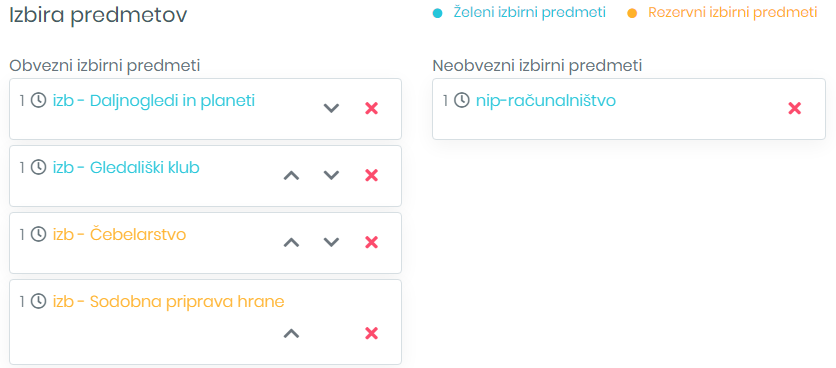 Izbira predmetov
Želeni izbirni predmeti
Rezervni izbirni predmeti
Obvezni izbirni predmeti
1 izb - Daljnogledi in planeti
1 izb - Gledališki klub
1 izb - Čebelarstvo
1 izb - Sodobna priprava hrane
Neobvezni izbirni predmeti
1 nip-računalništvo